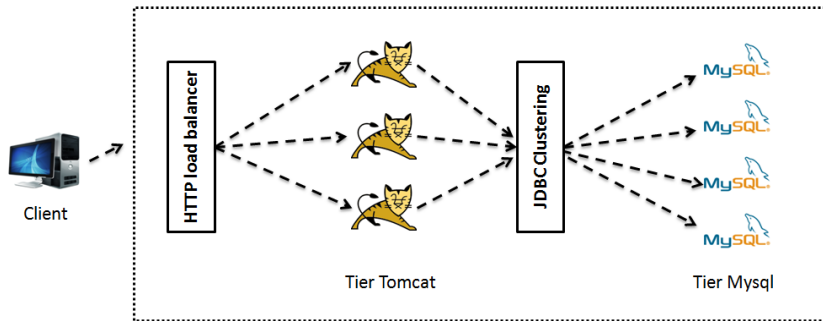 Client
HTTP load balancer
Tier Tomcat
JDBC Clustering
MySQL®
MySQL®
MySQL®
MySQL®
Tier Mysql